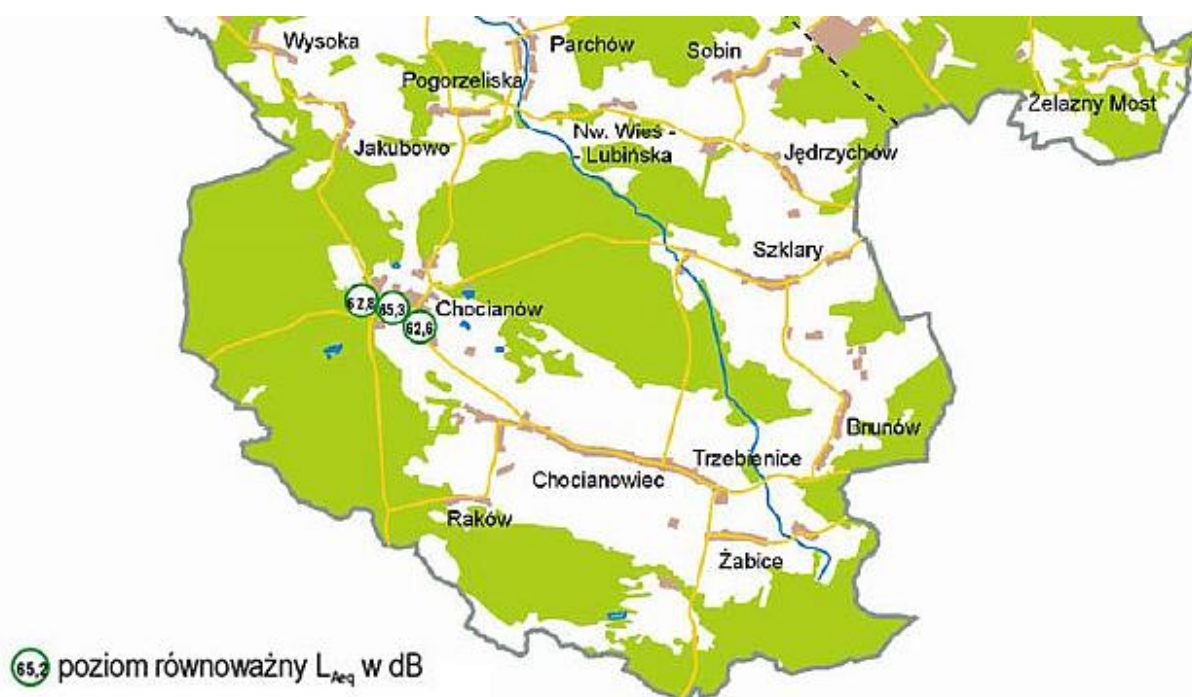 Wysoka
Parchów
Sobin
Pogorzeliska
Żelazny Most
Nw. Wieś -
- Lubińska
Jakubowo
Jędrzychów
Szklary
62,8
65,3
Chocianów
62,6
Brunów
Trzebienice
Chocianowiec
Raków
Żabice
65,2 poziom równoważny LAeq w dB